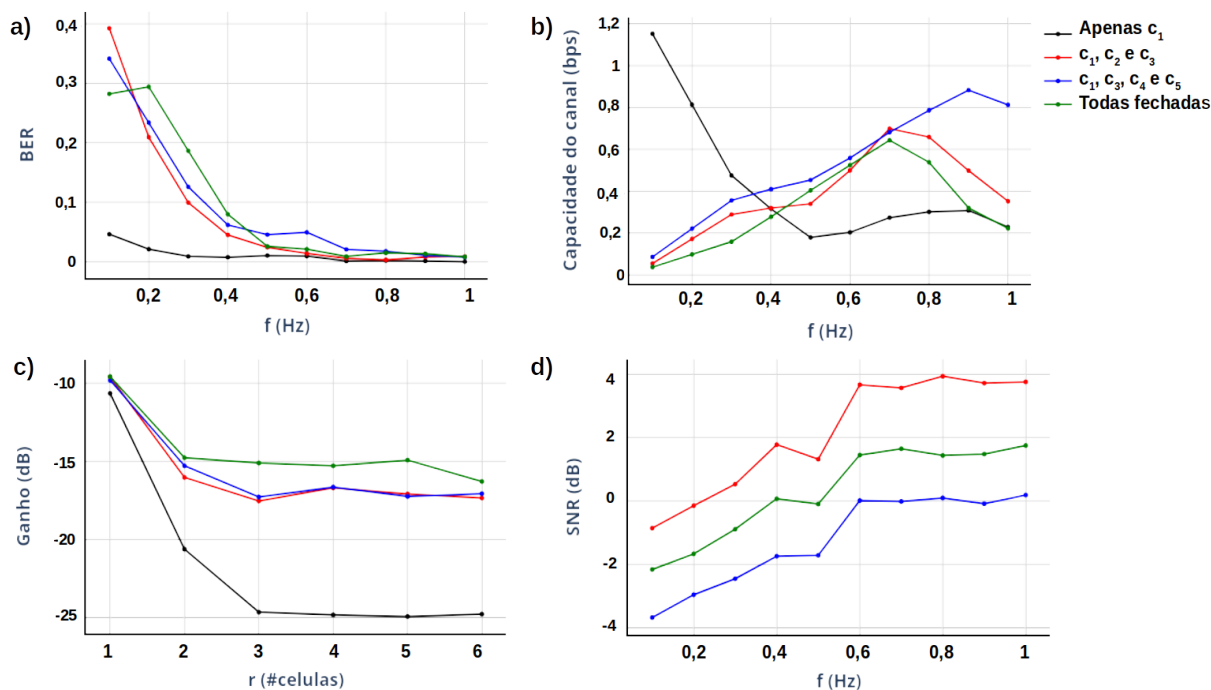 a)
BER
0,4
0,3
0,2
0,1
0
0,2 0,4 0,6 0,8 1
f (Hz)
b)
Capacidade do canal (bps)
1,2
1
0,8
0,6
0,4
0,2
0
0,2 0,4 0,6 0,8 1
f (Hz)
Apenas c₁
c₁, c₂ e c₃
c₁, c₃, c₄ e c₅
Todas fechadas
c)
Ganho (dB)
-10
-15
-20
-25
1 2 3 4 5 6
r (#celulas)
d)
SNR (dB)
4
2
0
-2
-4
0,2 0,4 0,6 0,8 1
f (Hz)